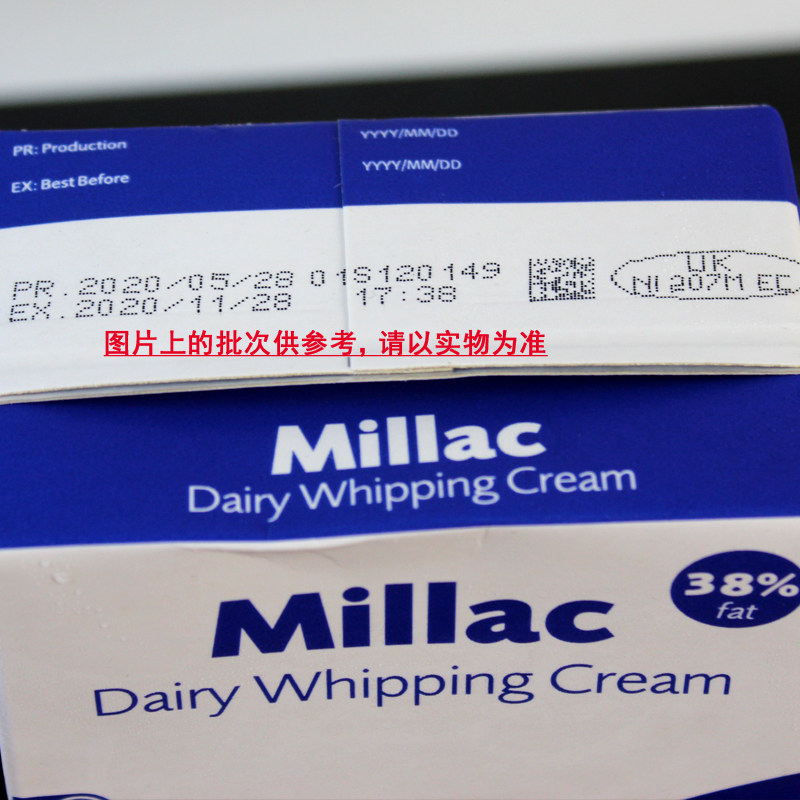 PR: Production YYYY/MM/DD
EX: Best Before YYYY/MM/DD
PR.2020/05/28 01S120149
EX.2020/11/28 17:38
UK
NI 207M EC
图片上的批次供参考,请以实物为准
Millac
Dairy Whipping Cream
38%
fat
Millac
Dairy Whipping Cream